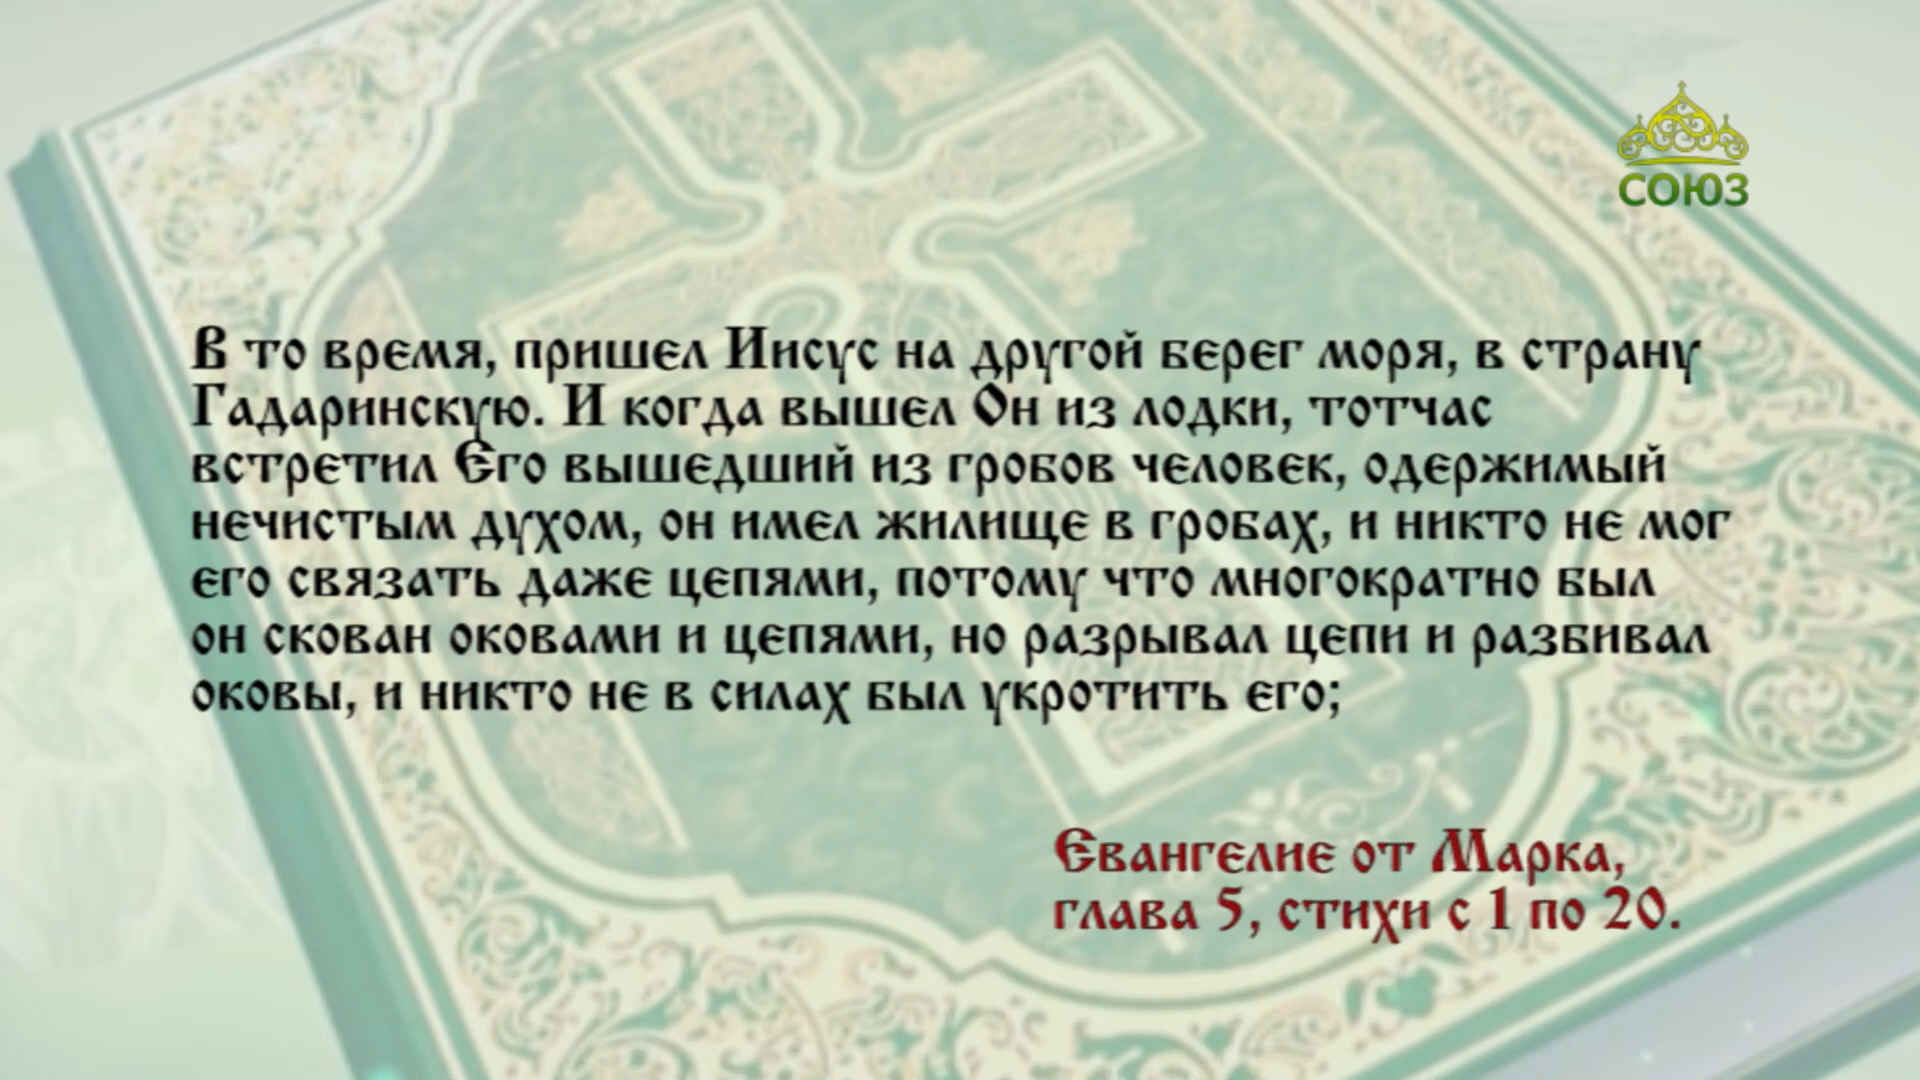 СОЮЗ
В то время, пришел Иисус на другой берег моря, в страну
Гадаринскую. И когда вышел Он из лодки, тотчас
встретил Его вышедший из гробов человек, одержимый
нечистым духом, он имел жилище в гробах, и никто не мог
его связать даже цепями, потому что многократно был
он скован оковами и цепями, но разрывал цепи и разбивал
оковы, и никто не в силах был укротить его;
Евангелие от Марка,
глава 5, стихи с 1 по 20.